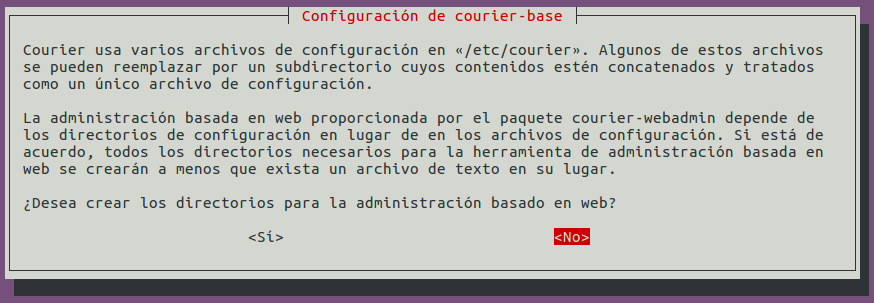 Configuración de courier-base
Courier usa varios archivos de configuración en «/etc/courier». Algunos de estos archivos
se pueden reemplazar por un subdirectorio cuyos contenidos estén concatenados y tratados
como un único archivo de configuración.
La administración basada en web proporcionada por el paquete courier-webadmin depende de
los directorios de configuración en lugar de en los archivos de configuración. Si está de
acuerdo, todos los directorios necesarios para la herramienta de administración basada en
web se crearán a menos que exista un archivo de texto en su lugar.
¿Desea crear los directorios para la administración basado en web?
<Sí> <No>